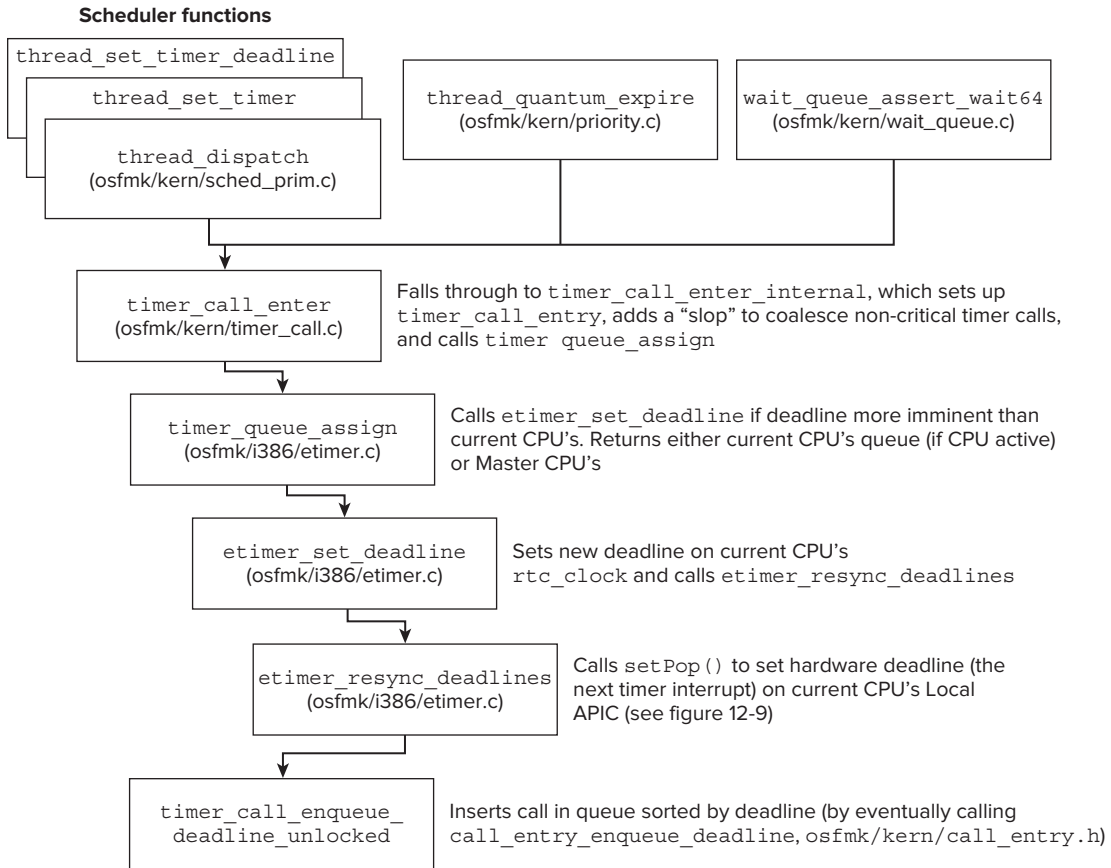 Scheduler functions
thread_set_timer_deadline
thread_set_timer
thread_dispatch
(osfmk/kern/sched_prim.c)
thread_quantum_expire
(osfmk/kern/priority.c)
wait_queue_assert_wait64
(osfmk/kern/wait_queue.c)
timer_call_enter
(osfmk/kern/timer_call.c)
Falls through to timer_call_enter_internal, which sets up
timer_call_entry, adds a “slop” to coalesce non-critical timer calls,
and calls timer queue_assign
timer_queue_assign
(osfmk/i386/etimer.c)
Calls etimer_set_deadline if deadline more imminent than
current CPU’s. Returns either current CPU’s queue (if CPU active)
or Master CPU’s
etimer_set_deadline
(osfmk/i386/etimer.c)
Sets new deadline on current CPU’s
rtc_clock and calls etimer_resync_deadlines
etimer_resync_deadlines
(osfmk/i386/etimer.c)
Calls setPop() to set hardware deadline (the
next timer interrupt) on current CPU’s Local
APIC (see figure 12-9)
timer_call_enqueue_
deadline_unlocked
Inserts call in queue sorted by deadline (by eventually calling
call_entry_enqueue_deadline, osfmk/kern/call_entry.h)